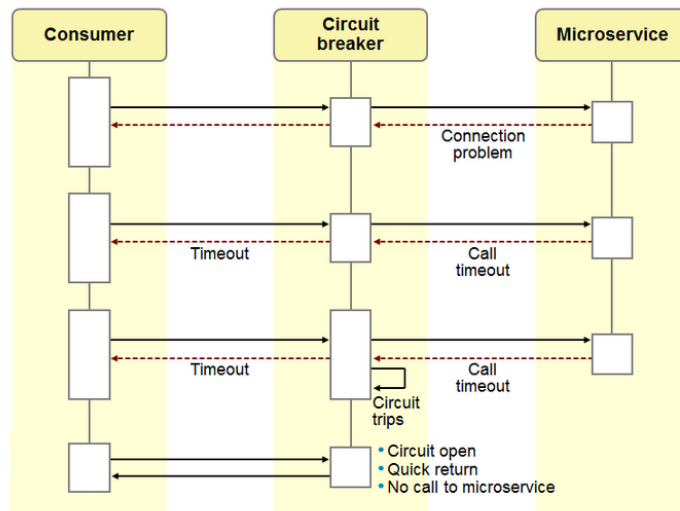 Consumer
Circuit
breaker
Microservice
Connection
problem
Timeout
Call
timeout
Timeout
Call
timeout
Circuit
trips
• Circuit open
• Quick return
• No call to microservice